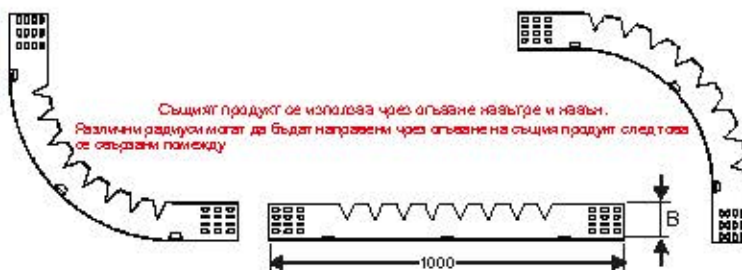 Същият продукт се използва чрез огъване навътре и навън.
Различни радиуси могат да бъдат направени чрез огъване на същия продукт след това
се свързани помежду
B
1000